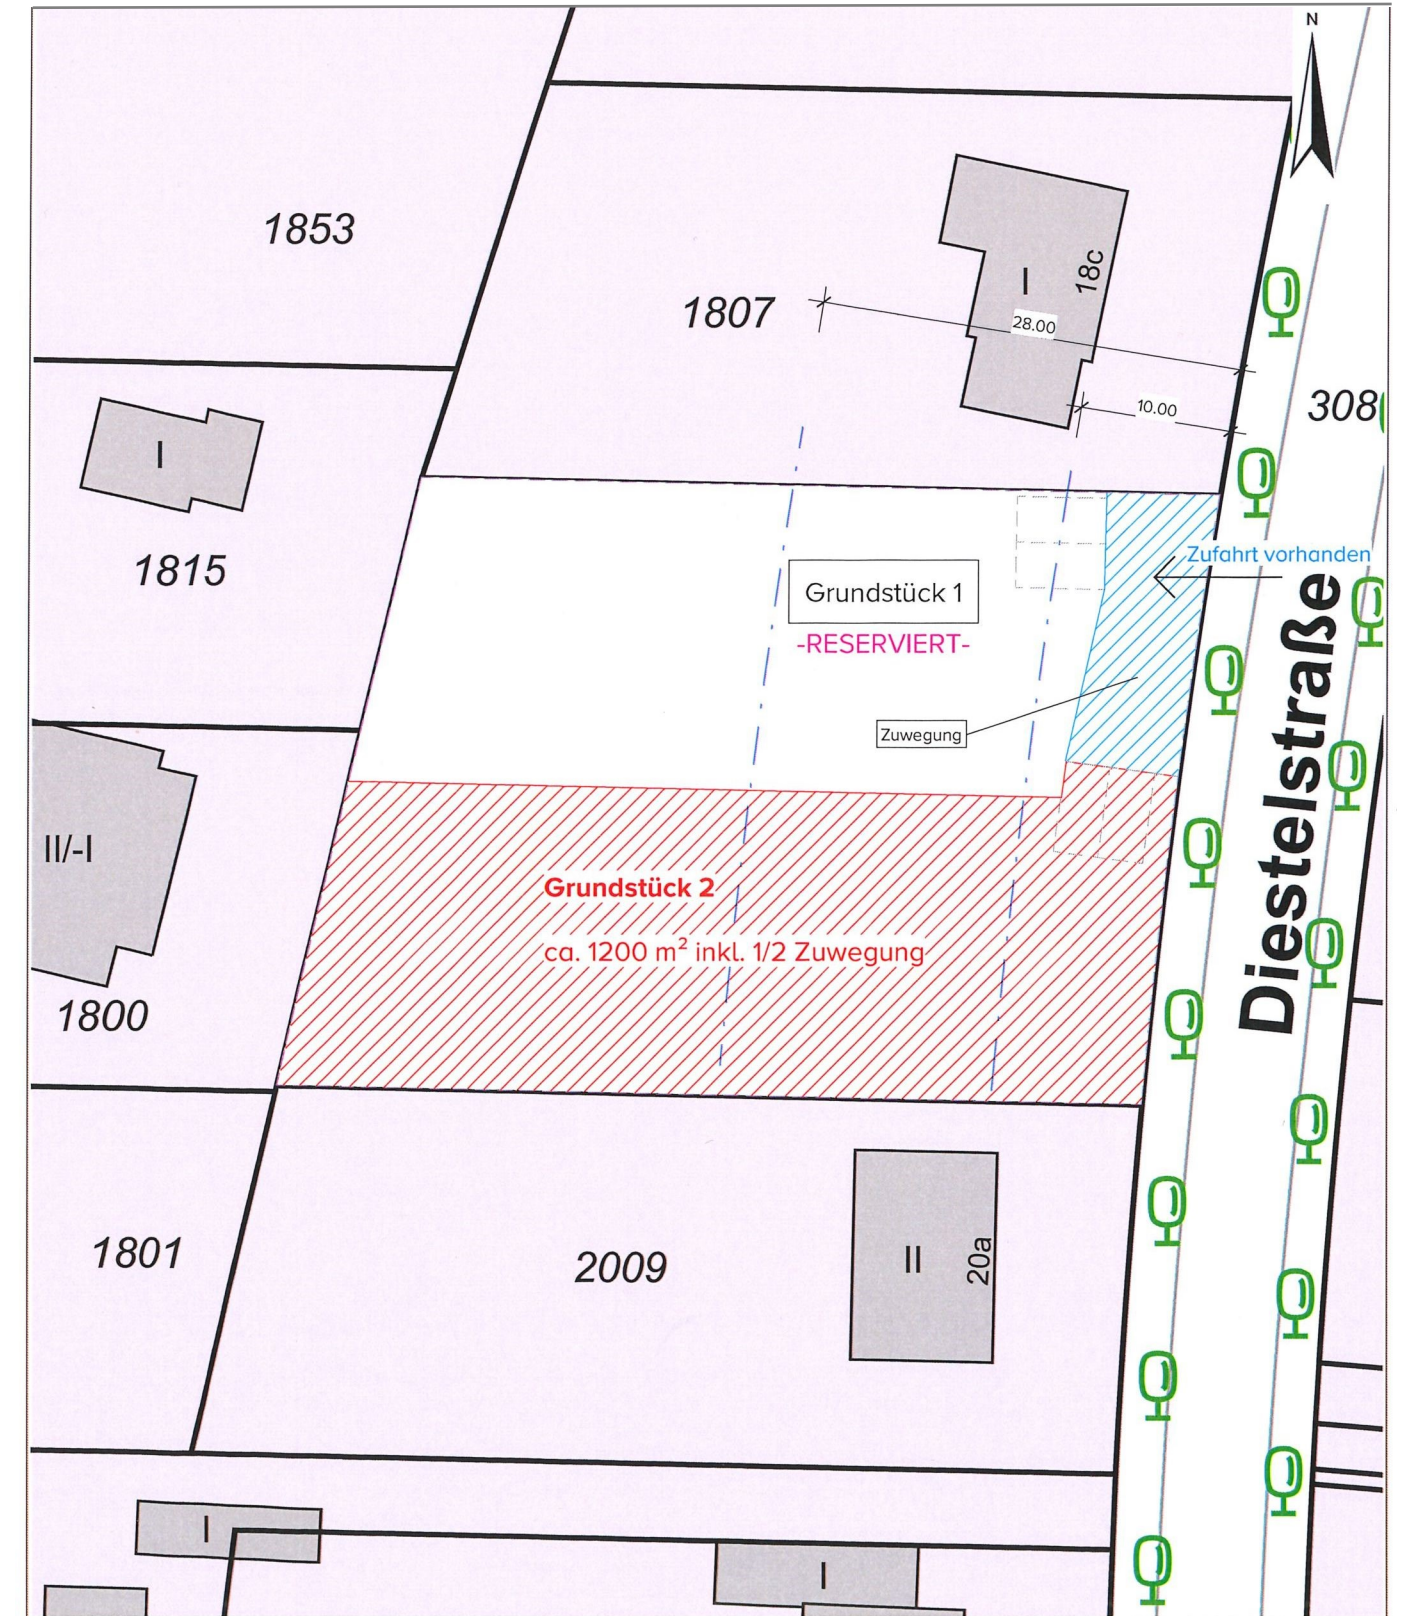 N
1853
1807
I
18c
28.00
10.00
308
I
1815
Zufahrt vorhanden
Grundstück 1
-RESERVIERT-
Zuwegung
Diestelstraße
II/-I
1800
Grundstück 2
ca. 1200 m² inkl. 1/2 Zuwegung
1801
2009
II
20a
I
I